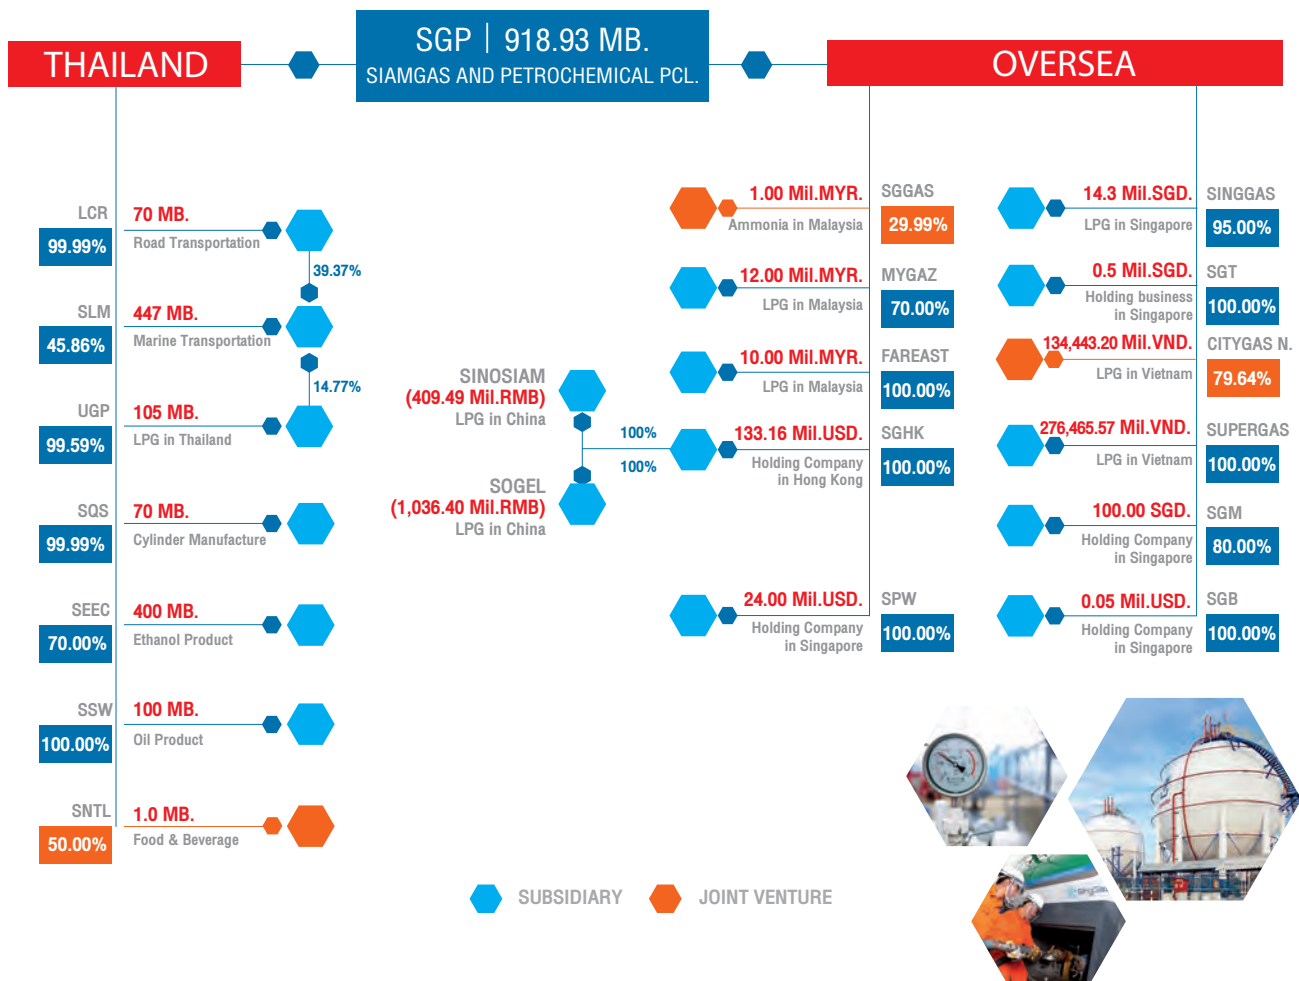 SGP | 918.93 MB.
SIAMGAS AND PETROCHEMICAL PCL.
THAILAND
OVERSEA
LCR
99.99%
70 MB.
Road Transportation
39.37%
SLM
45.86%
447 MB.
Marine Transportation
14.77%
UGP
99.59%
105 MB.
LPG in Thailand
SQS
99.99%
70 MB.
Cylinder Manufacture
SEEC
70.00%
400 MB.
Ethanol Product
SSW
100.00%
100 MB.
Oil Product
SNTL
50.00%
1.0 MB.
Food & Beverage
SINOSIAM
(409.49 Mil.RMB)
LPG in China
SOGEL
(1,036.40 Mil.RMB)
LPG in China
100%
100%
1.00 Mil.MYR.
Ammonia in Malaysia
SGGAS
29.99%
12.00 Mil.MYR.
LPG in Malaysia
MYGAZ
70.00%
10.00 Mil.MYR.
LPG in Malaysia
FAREAST
100.00%
133.16 Mil.USD.
Holding Company
in Hong Kong
SGHK
100.00%
24.00 Mil.USD.
Holding Company
in Singapore
SPW
100.00%
14.3 Mil.SGD.
LPG in Singapore
SINGGAS
95.00%
0.5 Mil.SGD.
Holding business
in Singapore
SGT
100.00%
134,443.20 Mil.VND.
LPG in Vietnam
CITYGAS N.
79.64%
276,465.57 Mil.VND.
LPG in Vietnam
SUPERGAS
100.00%
100.00 SGD.
Holding Company
in Singapore
SGM
80.00%
0.05 Mil.USD.
Holding Company
in Singapore
SGB
100.00%
SUBSIDIARY
JOINT VENTURE